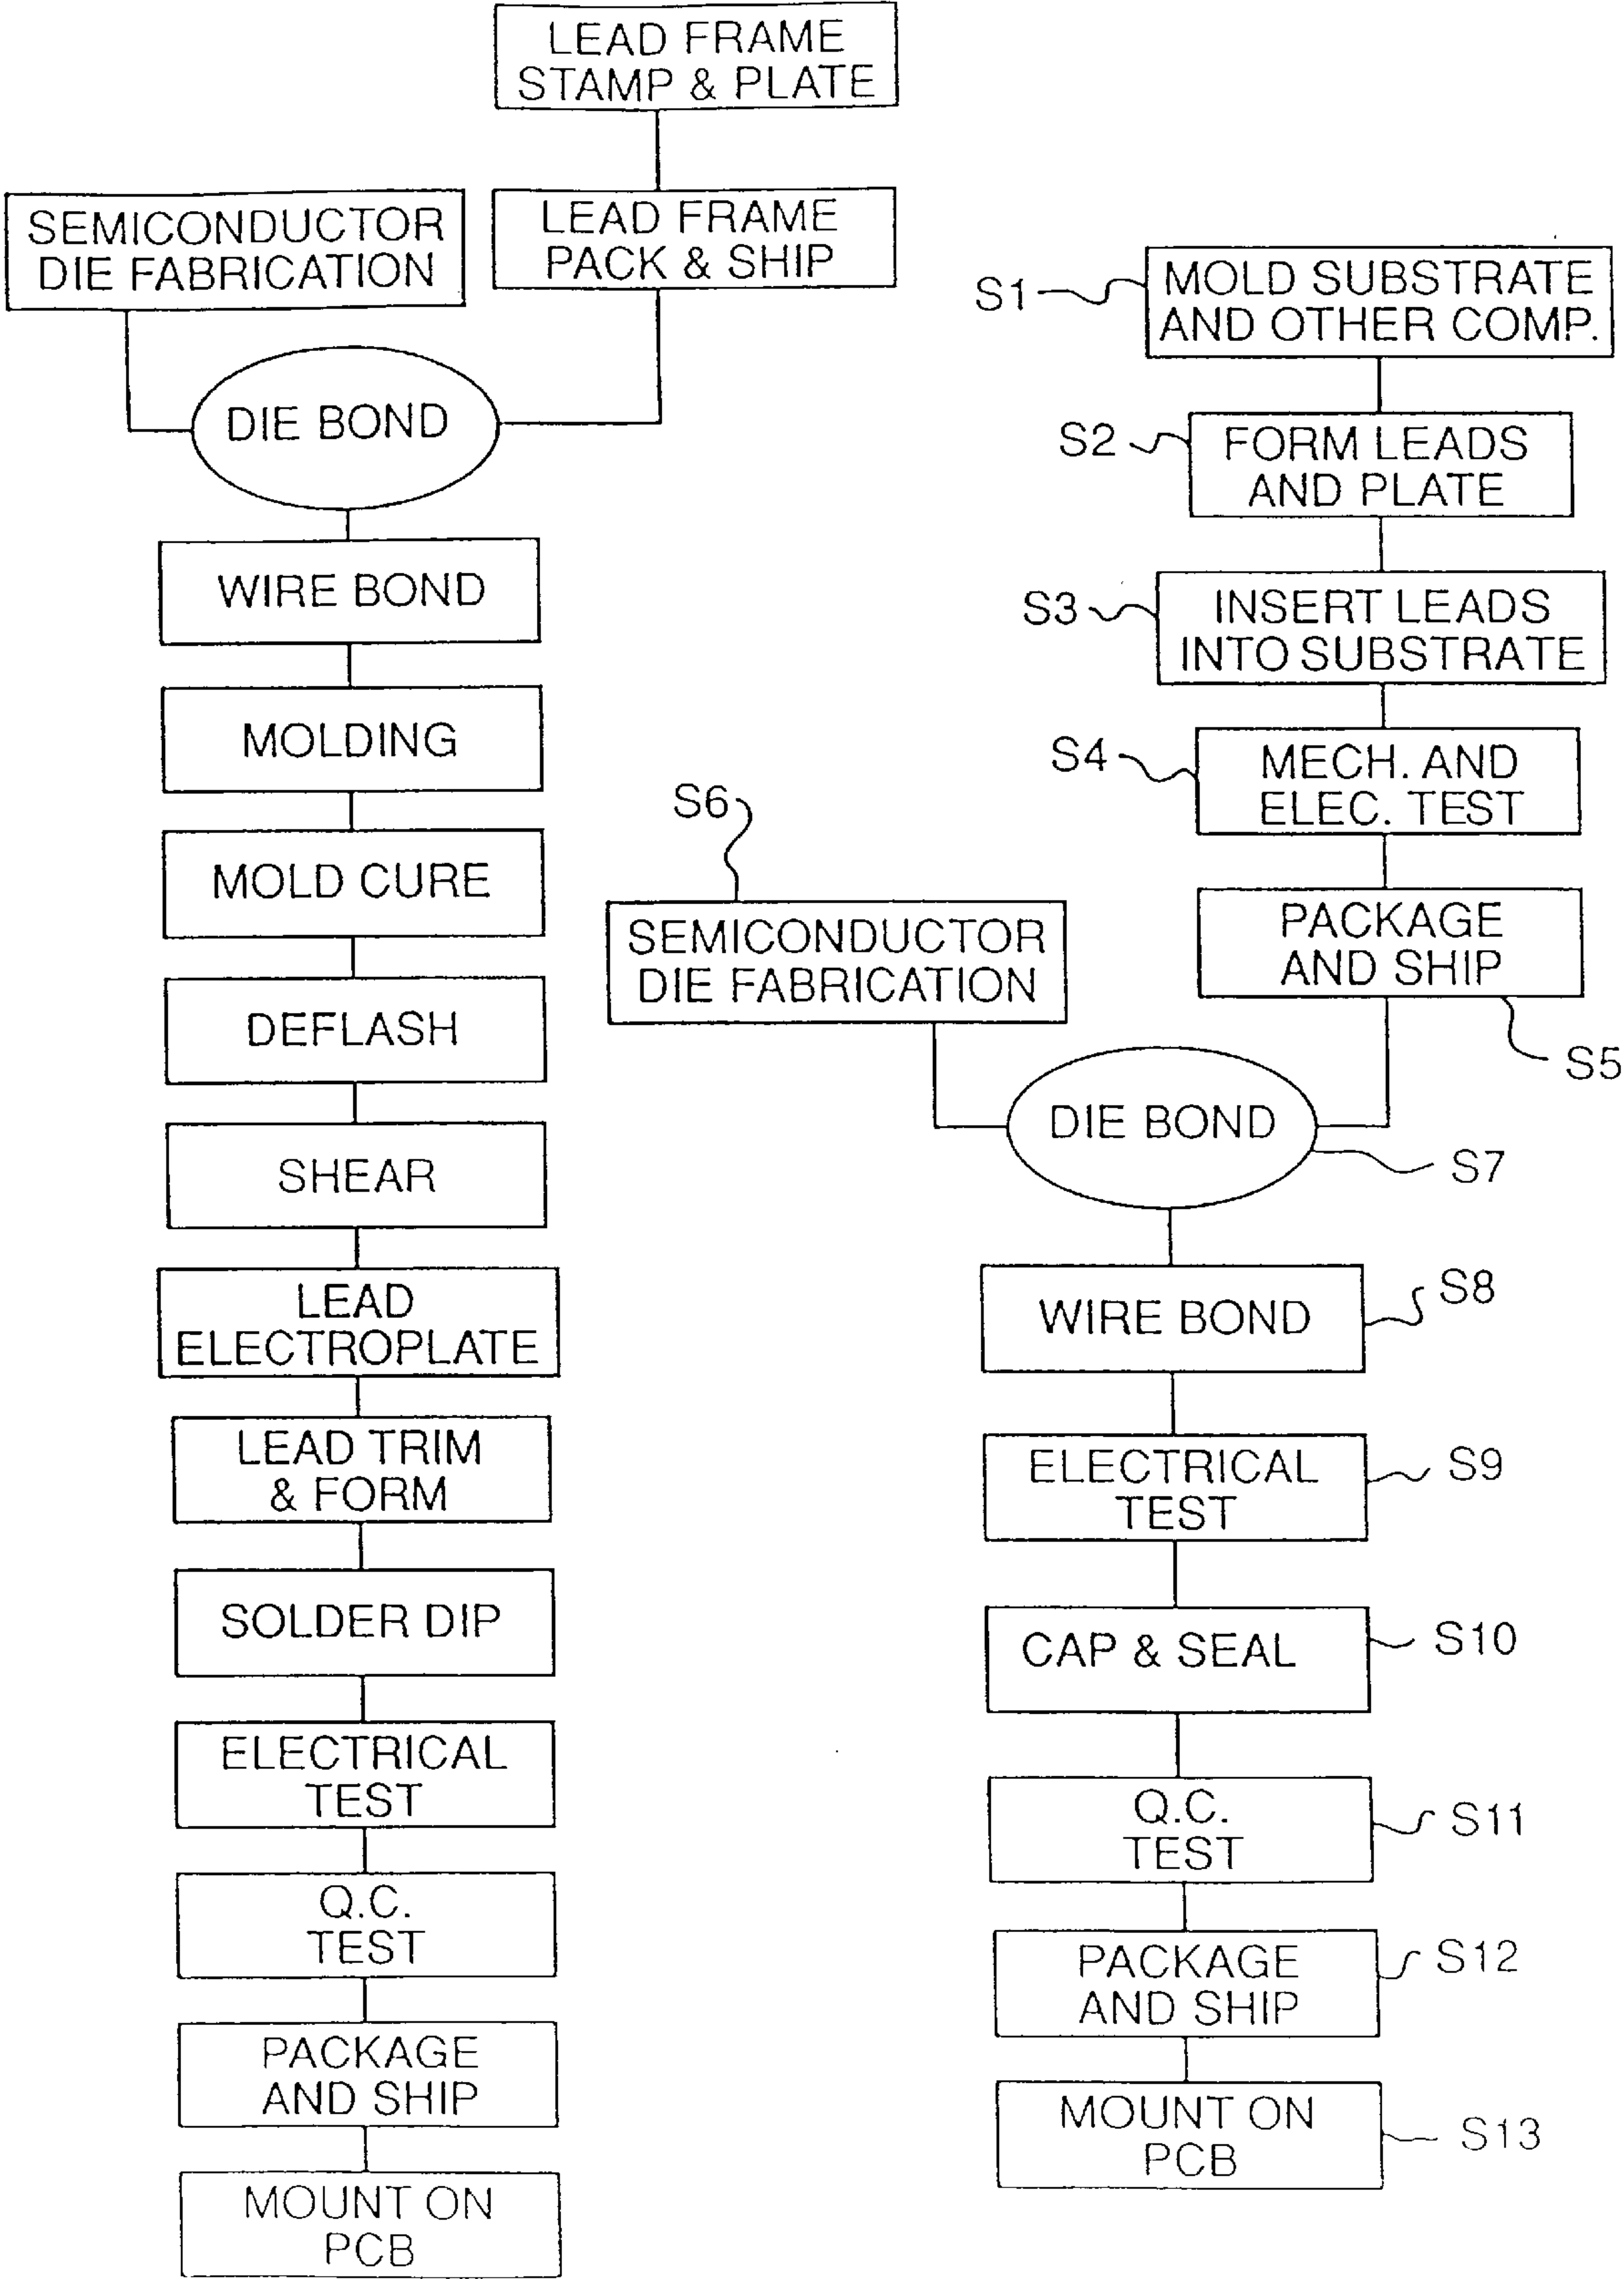 LEAD FRAME
STAMP & PLATE
LEAD FRAME
PACK & SHIP
SEMICONDUCTOR
DIE FABRICATION
DIE BOND
WIRE BOND
MOLDING
MOLD CURE
DEFLASH
SHEAR
LEAD
ELECTROPLATE
LEAD TRIM
& FORM
SOLDER DIP
ELECTRICAL
TEST
Q.C.
TEST
PACKAGE
AND SHIP
MOUNT ON
PCB
S1
MOLD SUBSTRATE
AND OTHER COMP.
S2
FORM LEADS
AND PLATE
S3
INSERT LEADS
INTO SUBSTRATE
S4
MECH. AND
ELEC. TEST
PACKAGE
AND SHIP
S5
S6
SEMICONDUCTOR
DIE FABRICATION
DIE BOND
S7
WIRE BOND
S8
ELECTRICAL
TEST
S9
CAP & SEAL
S10
Q.C.
TEST
S11
PACKAGE
AND SHIP
S12
MOUNT ON
PCB
S13